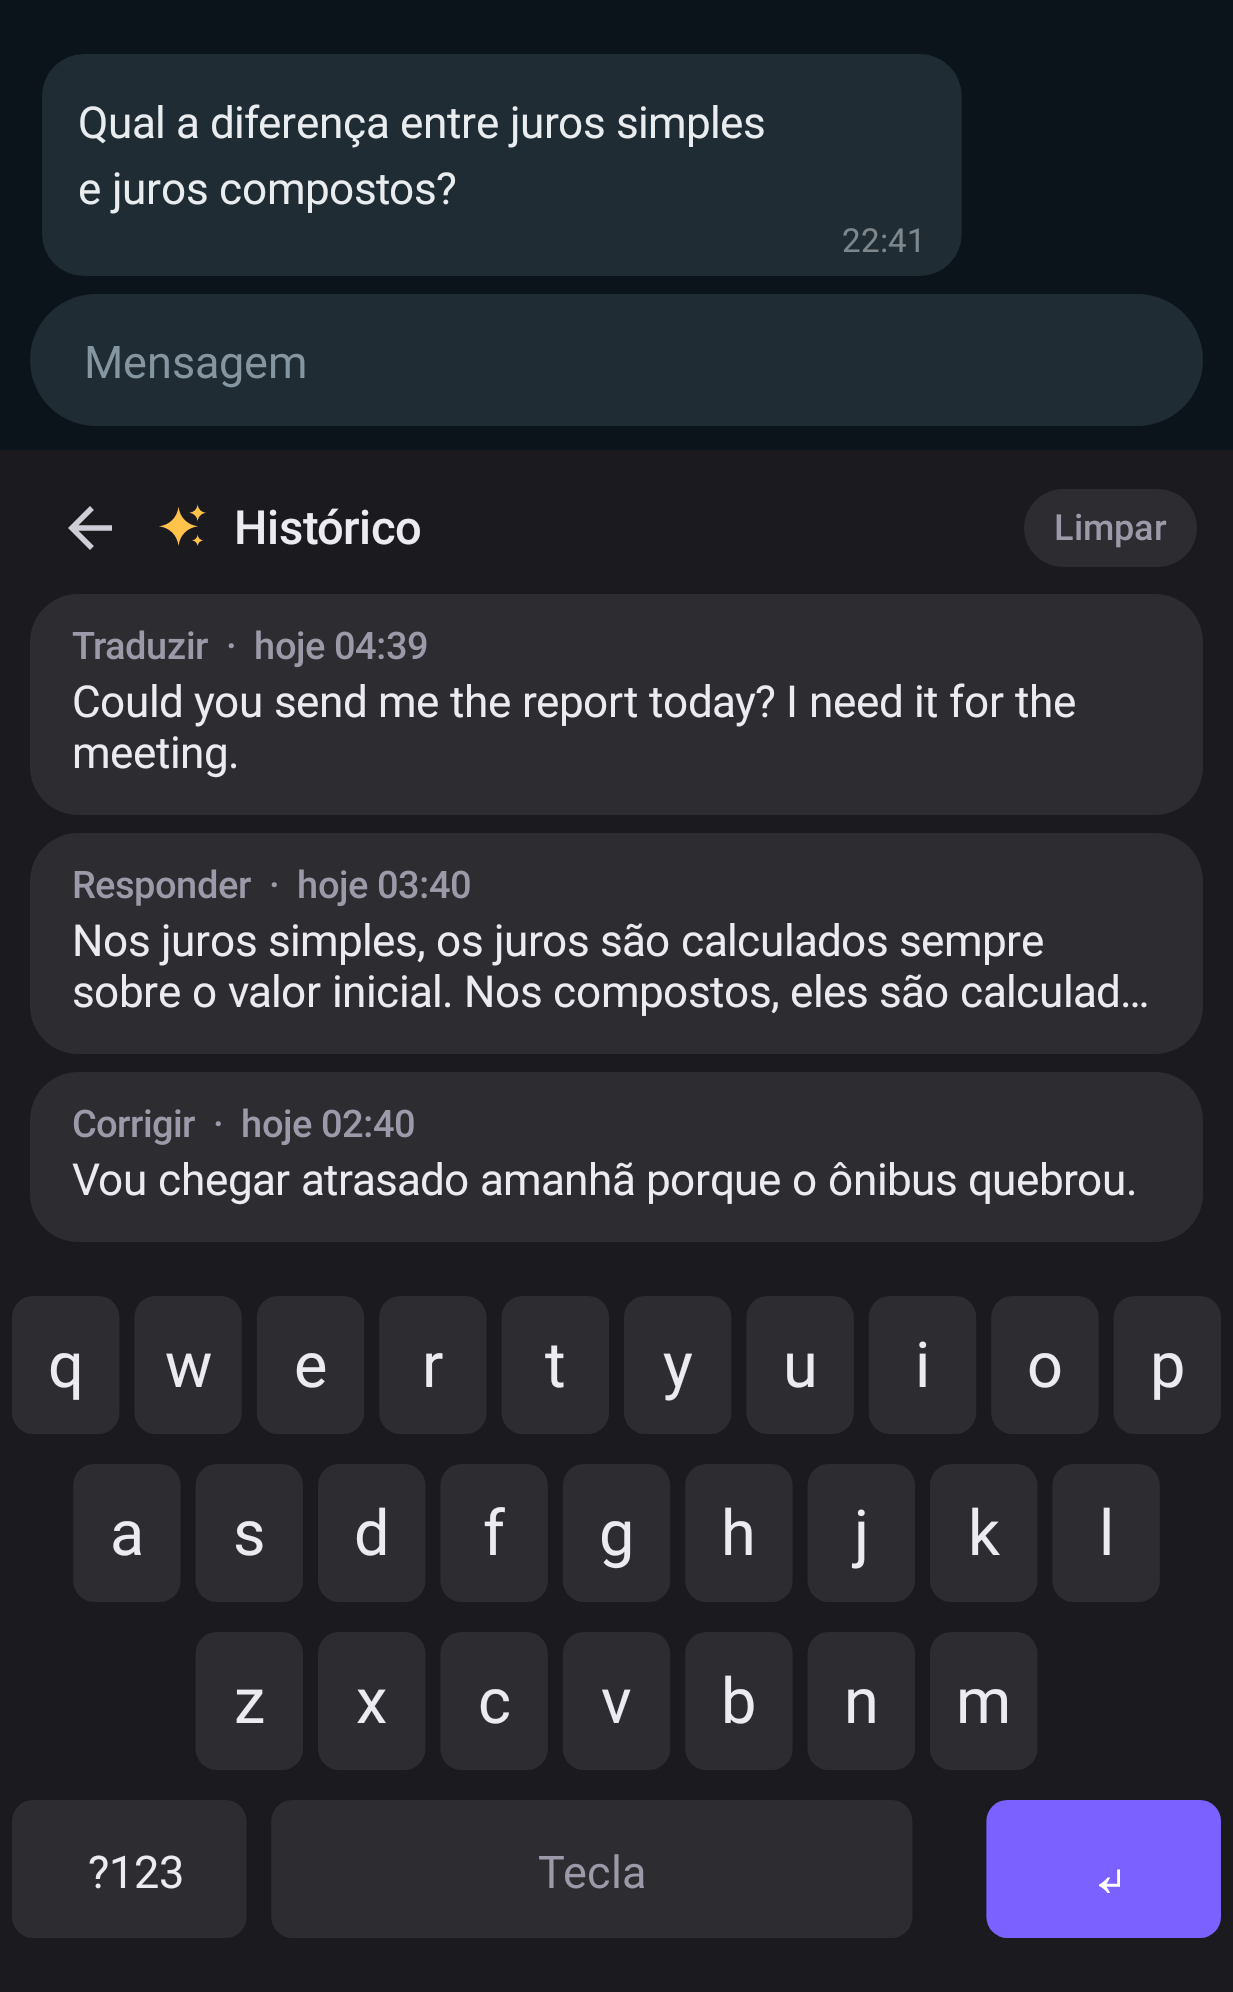 Qual a diferença entre juros simples
e juros compostos?
22:41
Mensagem
Histórico
Limpar
Traduzir · hoje 04:39
Could you send me the report today? I need it for the
meeting.
Responder · hoje 03:40
Nos juros simples, os juros são calculados sempre
sobre o valor inicial. Nos compostos, eles são calculad...
Corrigir · hoje 02:40
Vou chegar atrasado amanhã porque o ônibus quebrou.
q w e r t y u i o p
a s d f g h j k l
z x c v b n m
?123 Tecla